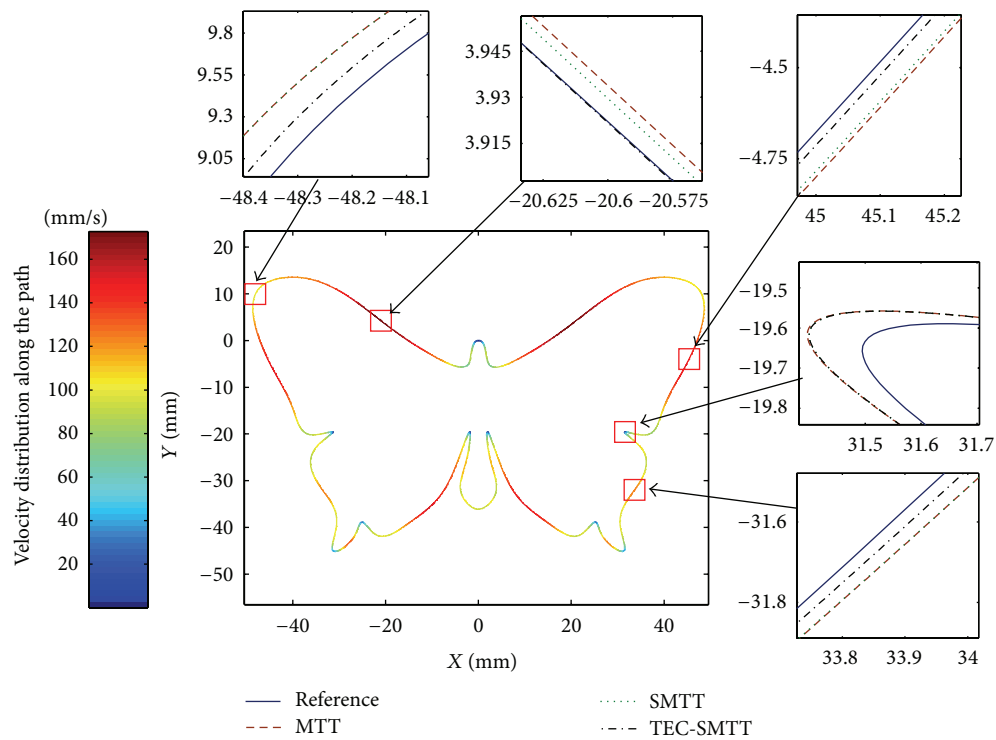 9.8
9.55
9.3
9.05
−48.4 −48.3 −48.2 −48.1
3.945
3.93
3.915
−20.625 −20.6 −20.575
−4.5
−4.75
45 45.1 45.2
(mm/s)
160
140
120
100
80
60
40
20
Velocity distribution along the path
20
10
0
−10
−20
−30
−40
−50
Y (mm)
−40 −20 0 20 40
X (mm)
−19.5
−19.6
−19.7
−19.8
31.5 31.6 31.7
−31.6
−31.8
33.8 33.9 34
Reference
MTT
SMTT
TEC-SMTT